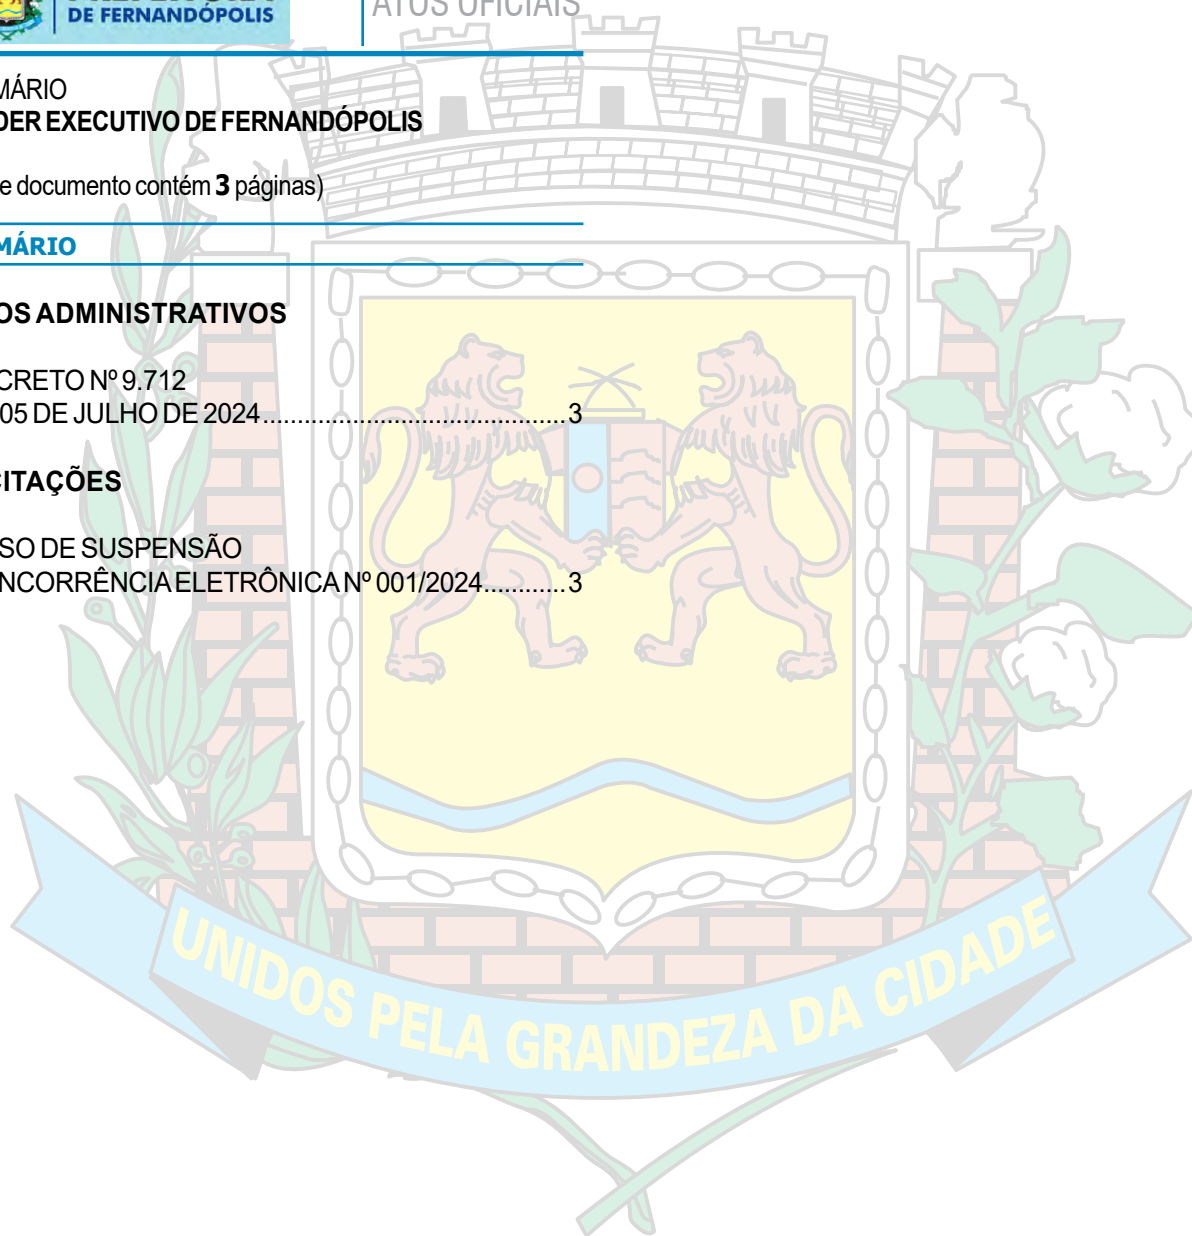 DE FERNANDÓPOLIS
ATOS OFICIAIS
MÁRIO
DER EXECUTIVO DE FERNANDÓPOLIS
e documento contém 3 páginas)
MÁRIO
OS ADMINISTRATIVOS
CRETO Nº 9.712
05 DE JULHO DE 2024............................................3
CITAÇÕES
SO DE SUSPENSÃO
NCORRÊNCIA ELETRÔNICA Nº 001/2024............3
UNIDOS PELA GRANDEZA DA CIDADE